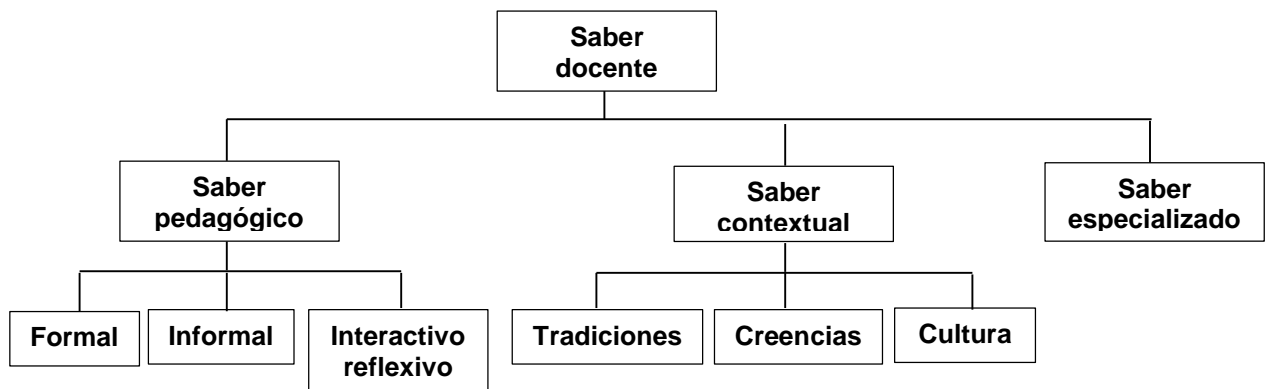 Saber
docente
Saber
pedagógico
Saber
contextual
Saber
especializado
Formal
Informal
Interactivo
reflexivo
Tradiciones
Creencias
Cultura